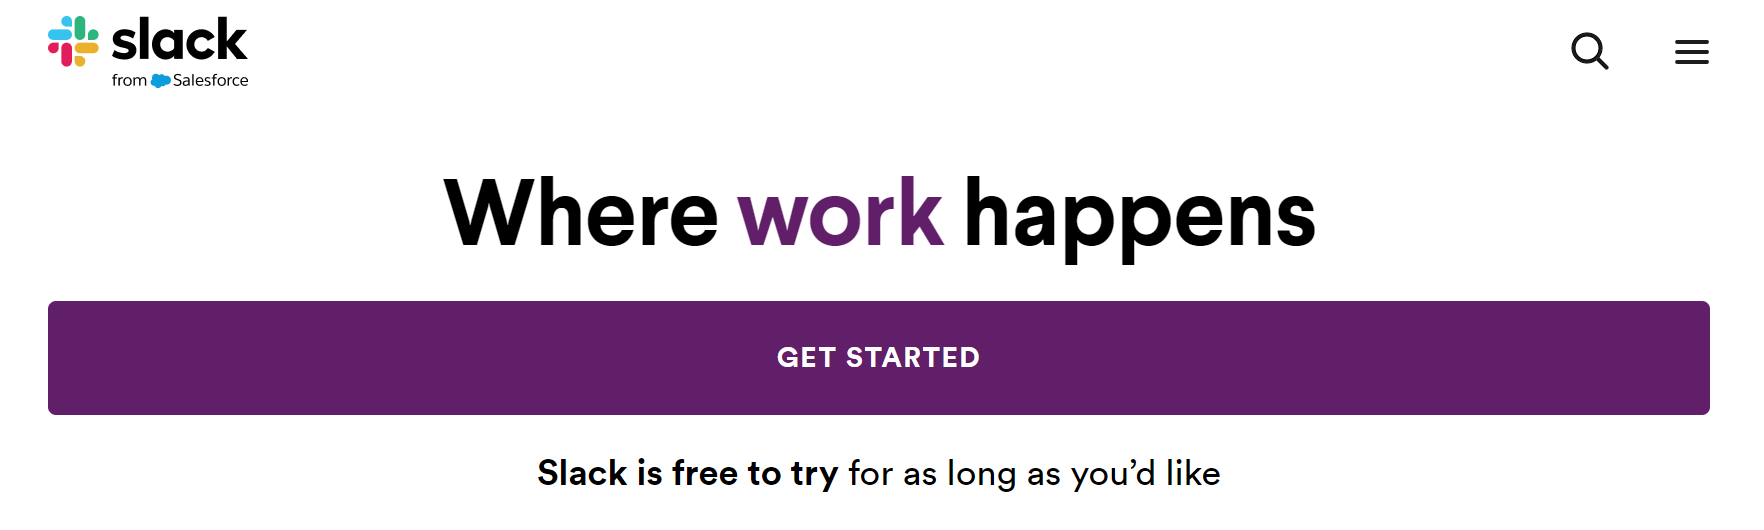 slack
from Salesforce
Where work happens
GET STARTED
Slack is free to try for as long as you’d like